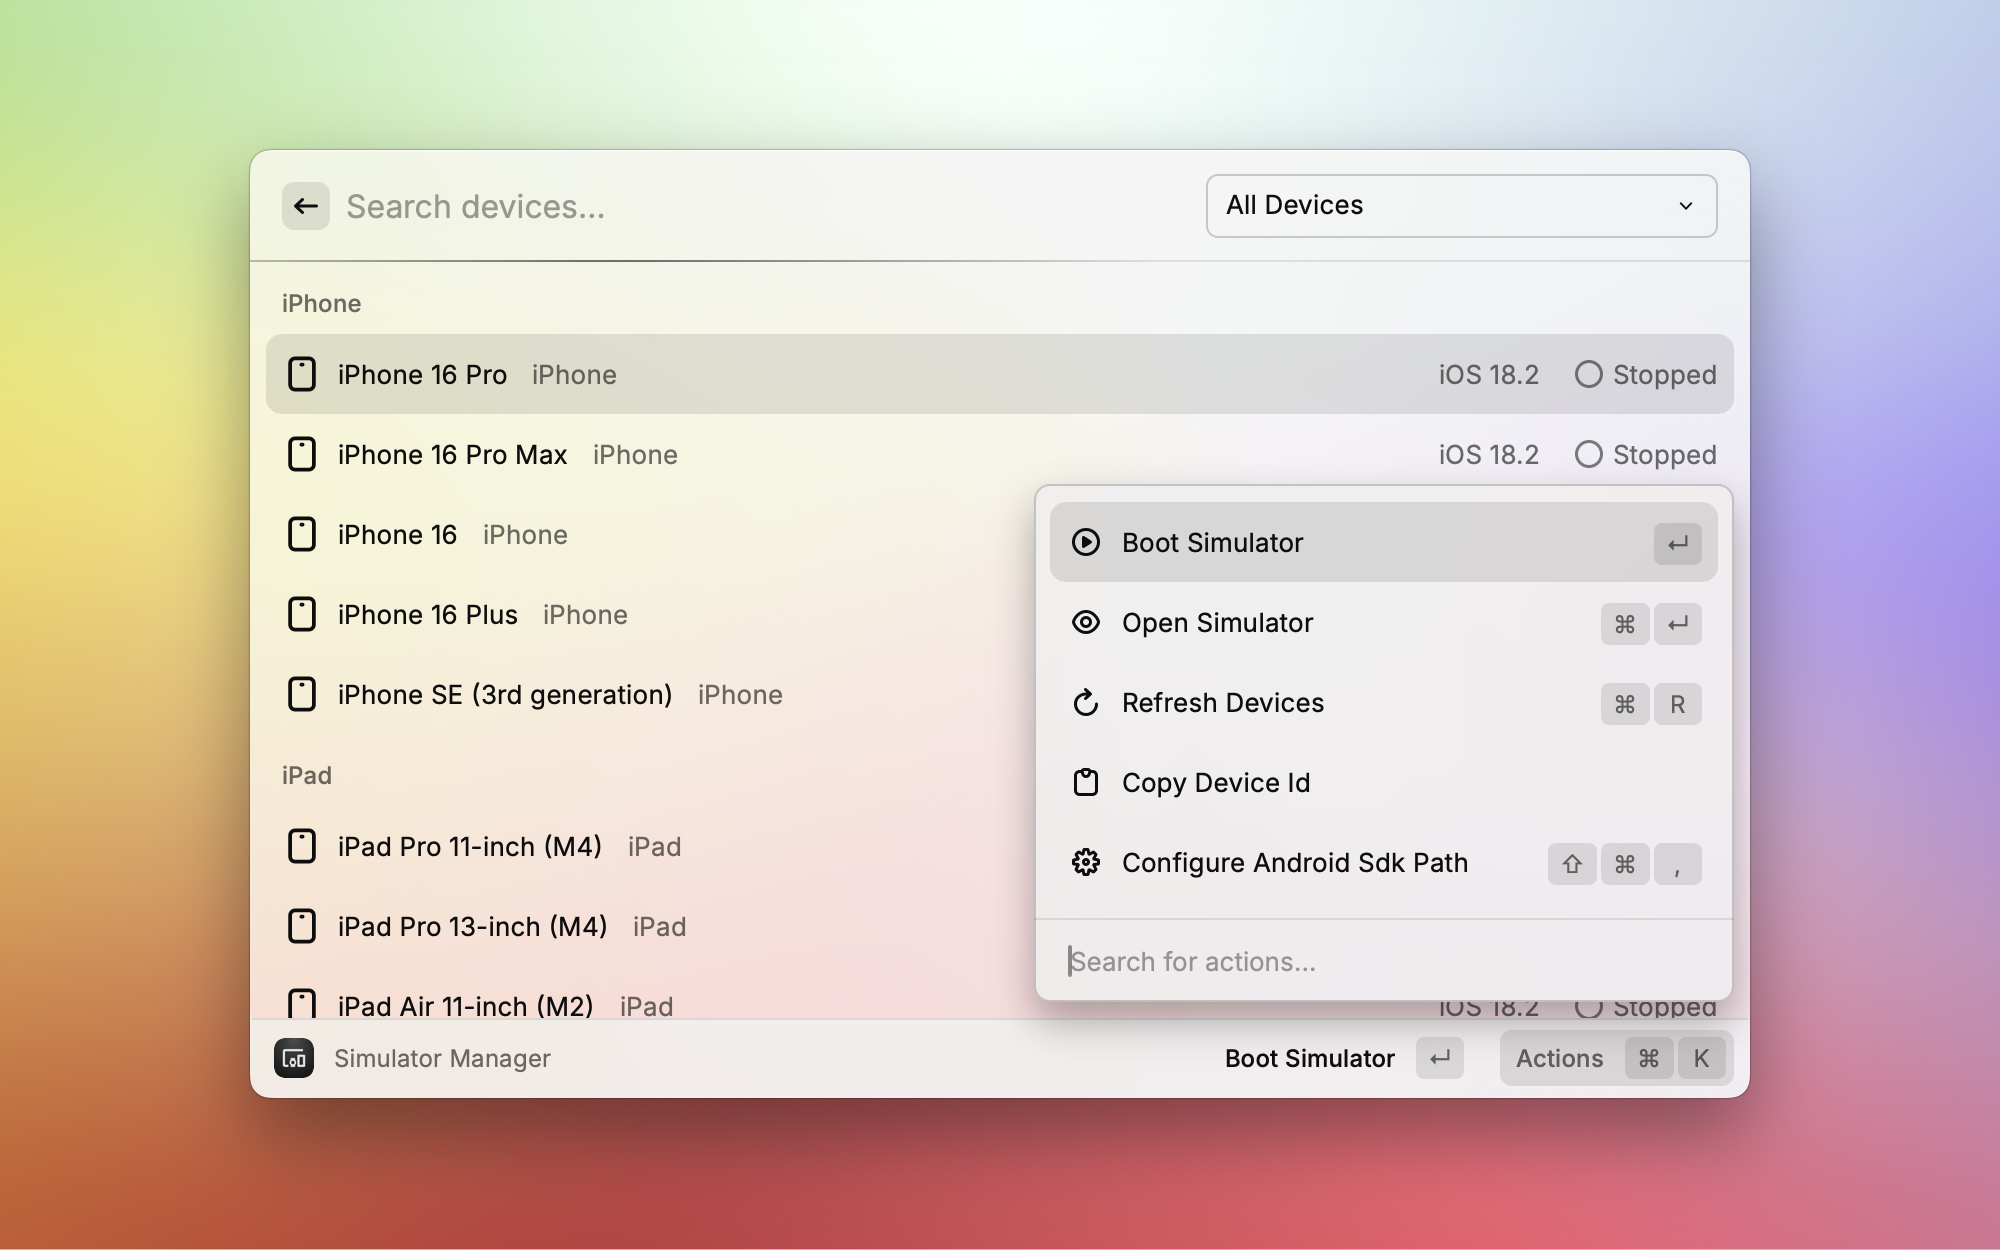 Search devices...
All Devices
iPhone
iPhone 16 Pro iPhone iOS 18.2 Stopped
iPhone 16 Pro Max iPhone iOS 18.2 Stopped
iPhone 16 iPhone
iPhone 16 Plus iPhone
iPhone SE (3rd generation) iPhone
iPad
iPad Pro 11-inch (M4) iPad
iPad Pro 13-inch (M4) iPad
iPad Air 11-inch (M2) iPad iOS 18.2 Stopped
Boot Simulator ↵
Open Simulator ⌘ ↵
Refresh Devices ⌘ R
Copy Device Id
Configure Android Sdk Path ⇧ ⌘ ,
Search for actions...
Simulator Manager
Boot Simulator ↵ Actions ⌘ K